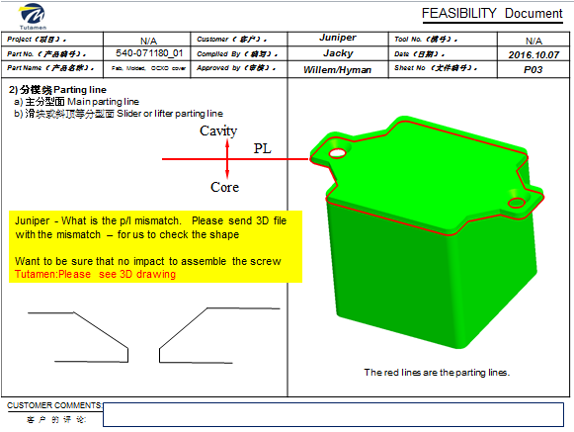 Tutamen
FEASIBILITY Document
Project (项目). N/A Customer (客户). Juniper Tool No. (模号). N/A
Part No. (产品编号). 540-071180_01 Complied By (编写). Jacky Date (日期). 2016.10.07
Part Name (产品名称). Fab, Molded, OCXO cover Approved by (审核). Willem/Hyman Sheet No (文件编号). P03
2) 分模线 Parting line
a) 主分型面 Main parting line
b) 滑块或斜顶等分型面 Slider or lifter parting line
Cavity
PL
Core
Juniper - What is the p/l mismatch. Please send 3D file
with the mismatch – for us to check the shape
Want to be sure that no impact to assemble the screw
Tutamen:Please see 3D drawing
The red lines are the parting lines.
CUSTOMER COMMENTS:
客 户 的 评 论: